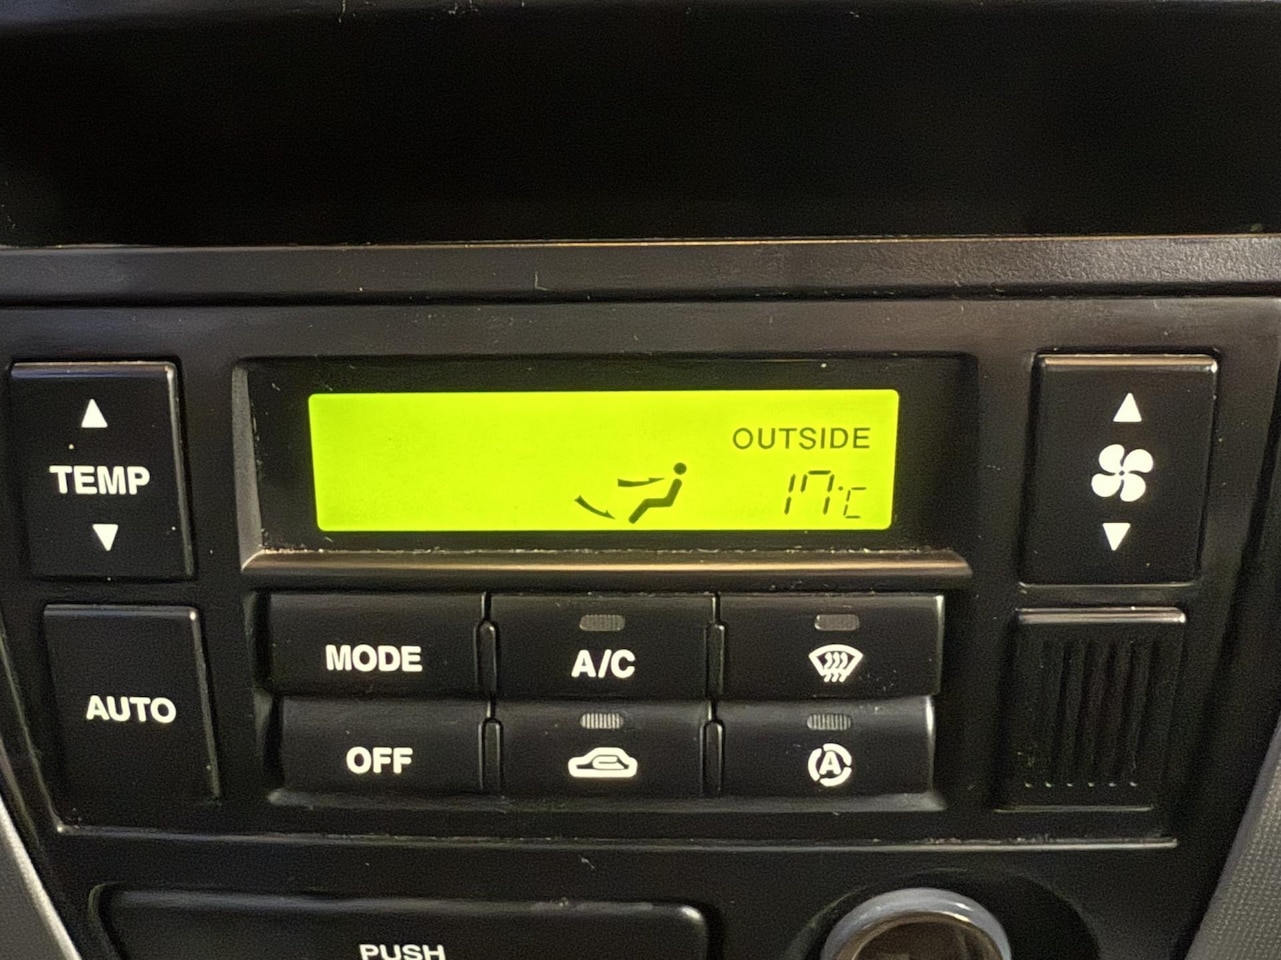 OUTSIDE
TEMP
17°C
MODE
A/C
AUTO
OFF
A
PUSH